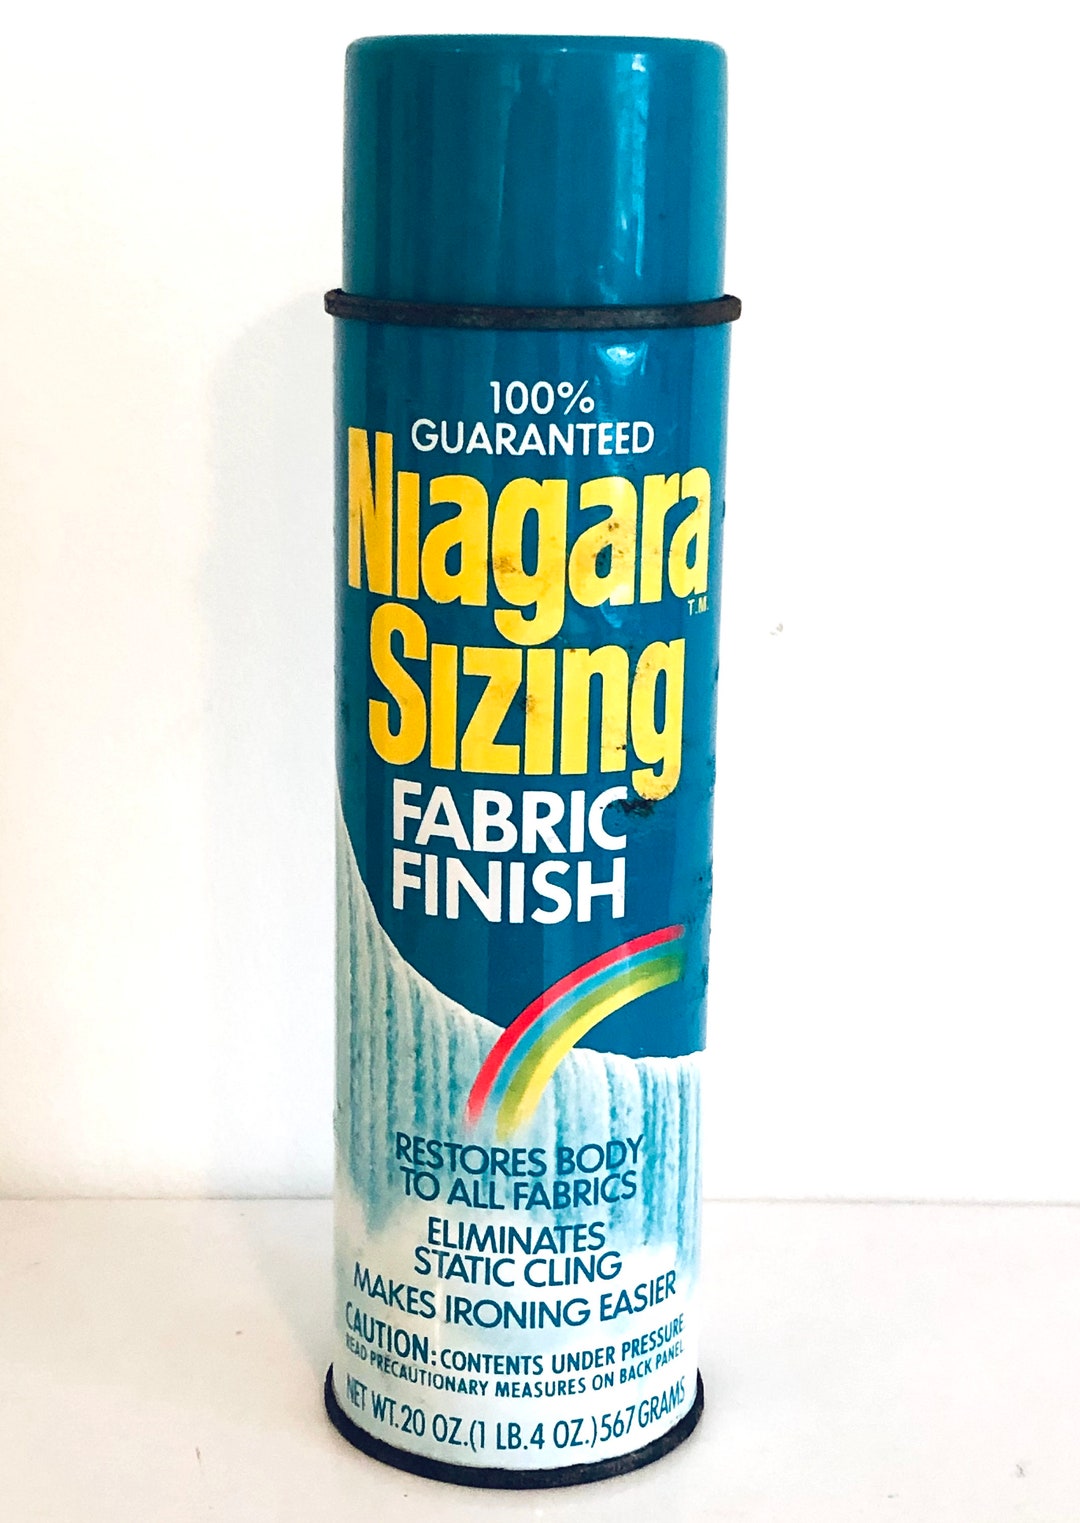 100%
GUARANTEED
Niagara
T.M.
Sizing
FABRIC
FINISH
RESTORES BODY
TO ALL FABRICS
ELIMINATES
STATIC CLING
MAKES IRONING EASIER
CAUTION: CONTENTS UNDER PRESSURE
READ PRECAUTIONARY MEASURES ON BACK PANEL
NET WT. 20 OZ. (1 LB. 4 OZ.) 567 GRAMS